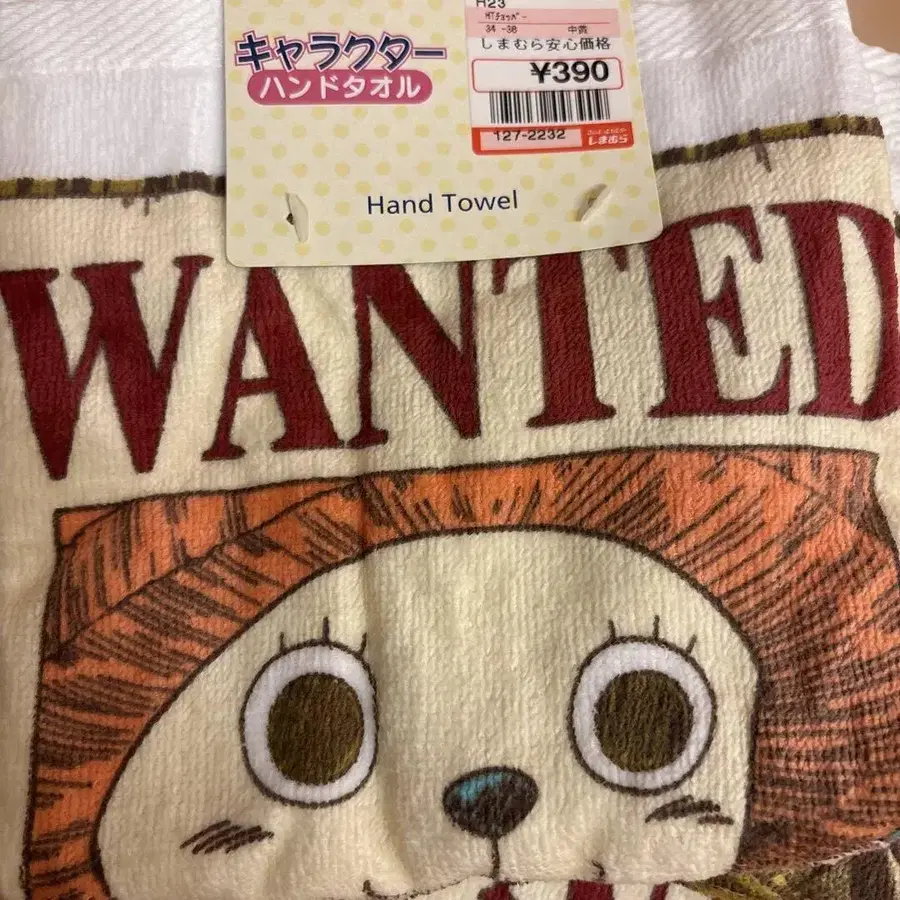 H23
HTチョッパー
34 -38 中黄
しまむら安心価格
¥390
127-2232
しまむら
キャラクター
ハンドタオル
Hand Towel
WANTED